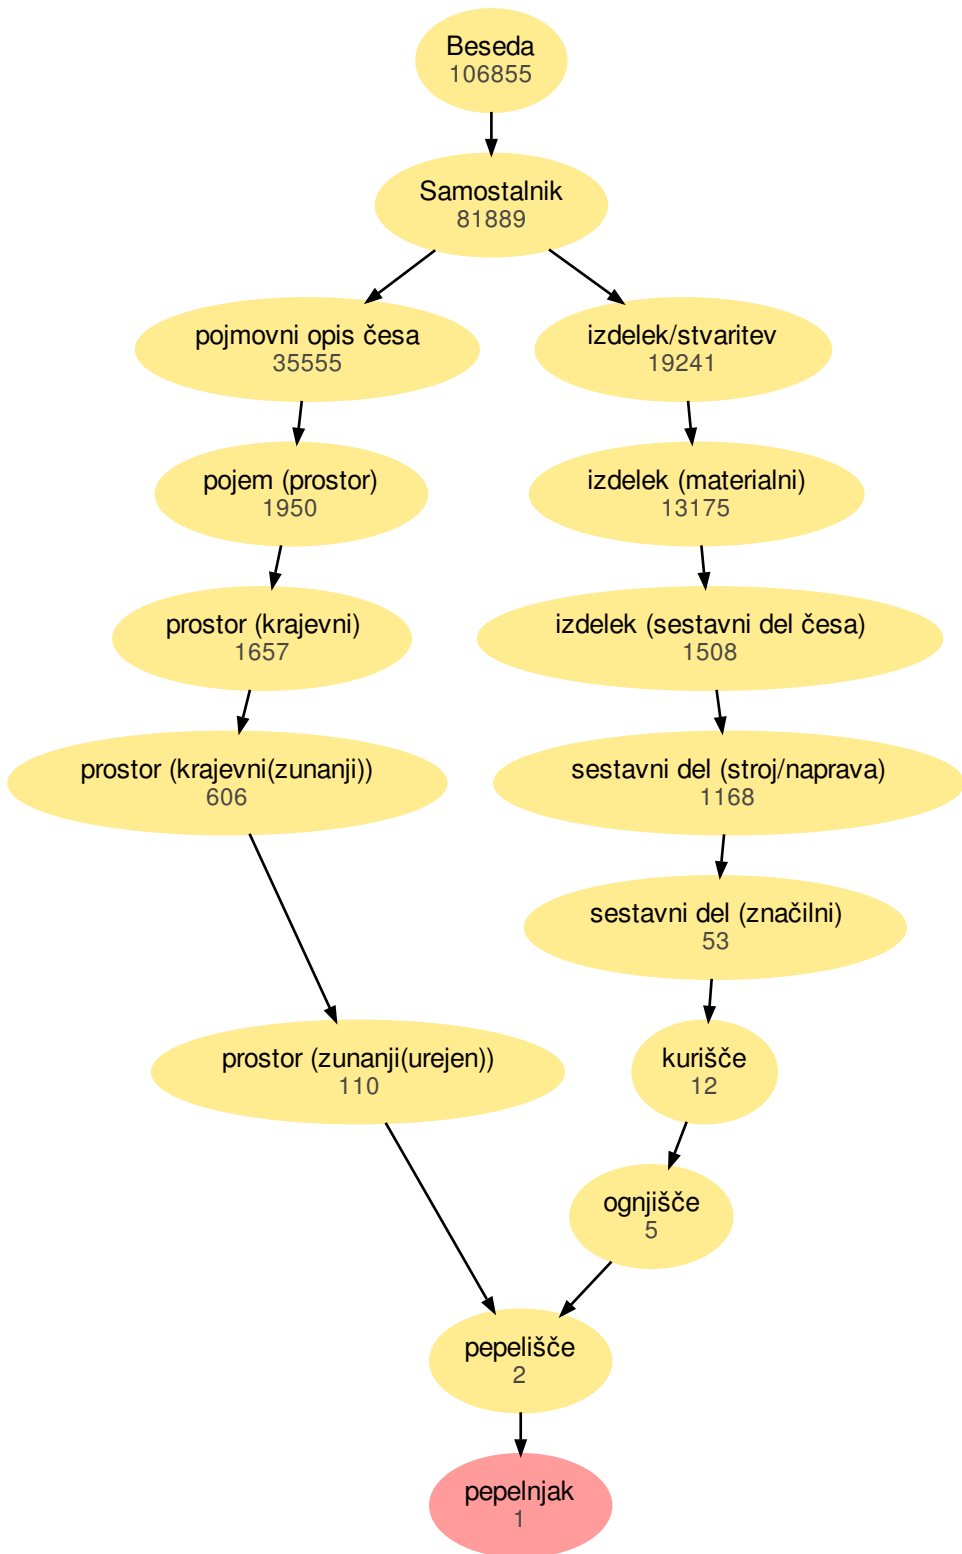 Beseda
106855
Samostalnik
81889
pojmovni opis česa
35555
izdelek/stvaritev
19241
pojem (prostor)
1950
izdelek (materialni)
13175
prostor (krajevni)
1657
izdelek (sestavni del česa)
1508
prostor (krajevni(zunanji))
606
sestavni del (stroj/naprava)
1168
sestavni del (značilni)
53
prostor (zunanji(urejen))
110
kurišče
12
ognjišče
5
pepelišče
2
pepelnjak
1